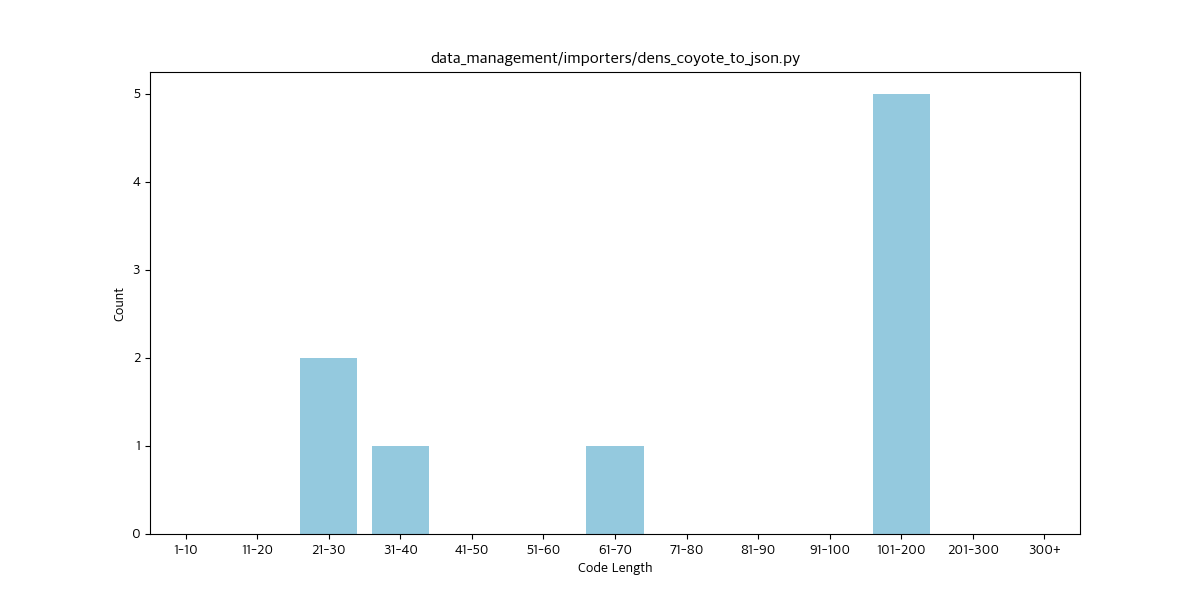 data_management/importers/dens_coyote_to_json.py
Count
5
4
3
2
1
0
1-10 11-20 21-30 31-40 41-50 51-60 61-70 71-80 81-90 91-100 101-200 201-300 300+
Code Length